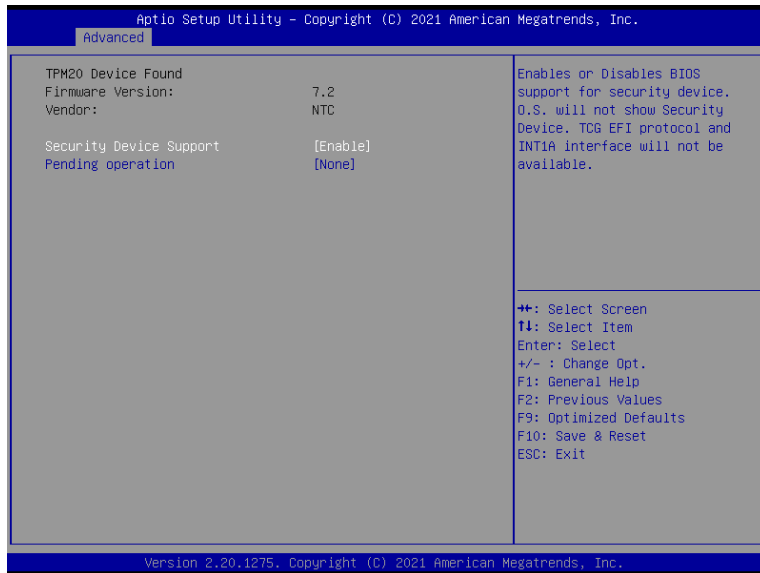 Aptio Setup Utility – Copyright (C) 2021 American Megatrends, Inc.
Advanced
TPM20 Device Found
Firmware Version: 7.2
Vendor: NTC
Security Device Support [Enable]
Pending operation [None]
Enables or Disables BIOS
support for security device.
O.S. will not show Security
Device. TCG EFI protocol and
INT1A interface will not be
available.
→←: Select Screen
↑↓: Select Item
Enter: Select
+/- : Change Opt.
F1: General Help
F2: Previous Values
F9: Optimized Defaults
F10: Save & Reset
ESC: Exit
Version 2.20.1275. Copyright (C) 2021 American Megatrends, Inc.